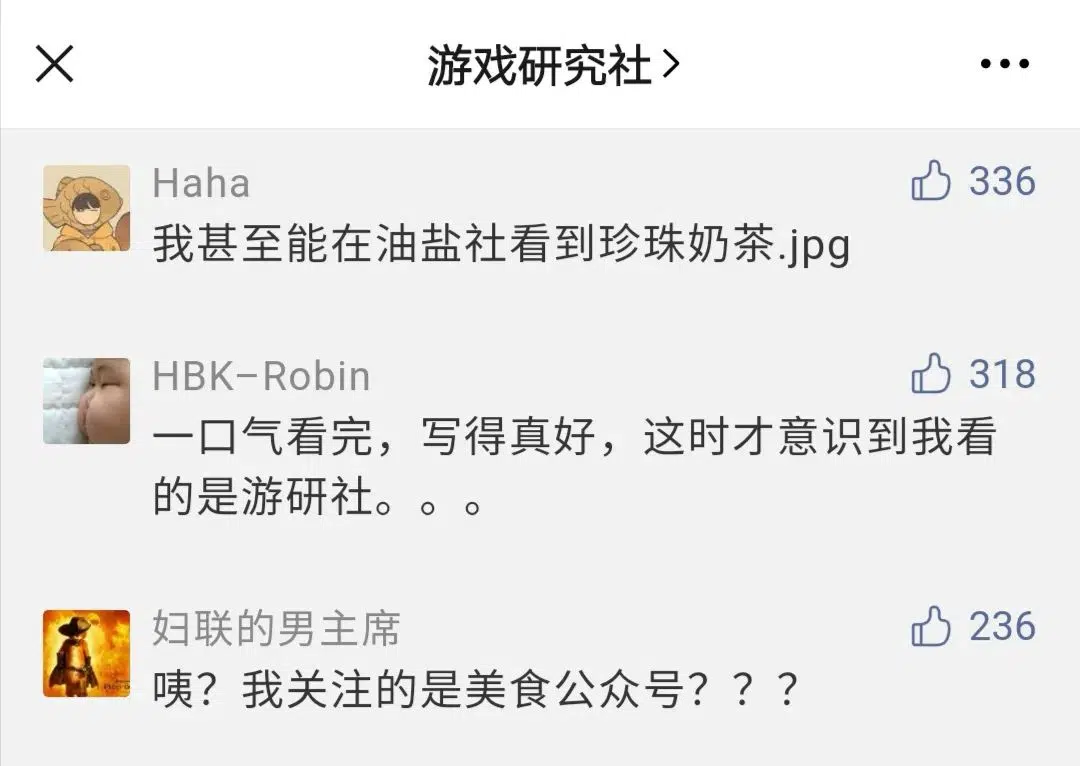 游戏研究社
Haha
336
我甚至能在油盐社看到珍珠奶茶.jpg
HBK-Robin
318
一口气看完，写得真好，这时才意识到我看
的是游研社。。。
妇联的男主席
236
咦？我关注的是美食公众号？？？